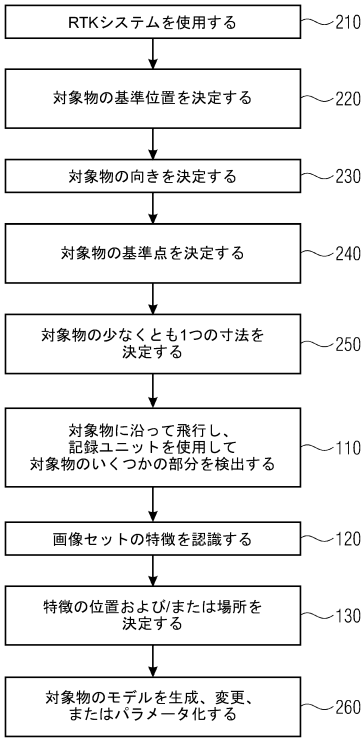 RTKシステムを使用する
210
対象物の基準位置を決定する
220
対象物の向きを決定する
230
対象物の基準点を決定する
240
対象物の少なくとも1つの寸法を
決定する
250
対象物に沿って飛行し、
記録ユニットを使用して
対象物のいくつかの部分を検出する
110
画像セットの特徴を認識する
120
特徴の位置および/または場所を
決定する
130
対象物のモデルを生成、変更、
またはパラメータ化する
260